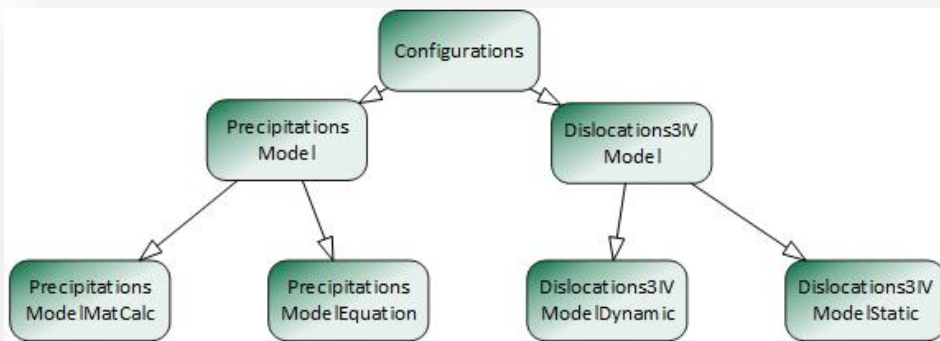 Configurations
Precipitations
Model
Dislocations3IV
Model
Precipitations
ModelMatCalc
Precipitations
ModelEquation
Dislocations3IV
ModelDynamic
Dislocations3IV
ModelStatic